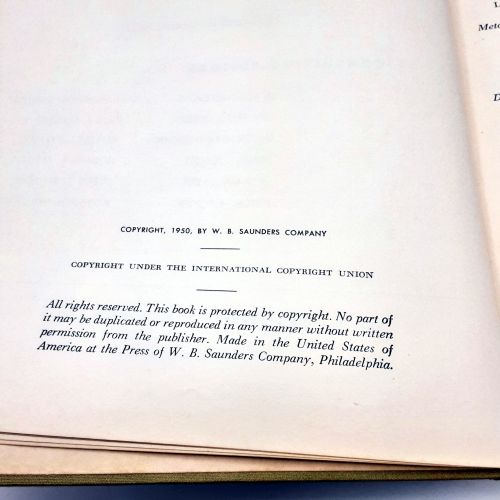 COPYRIGHT, 1950, BY W. B. SAUNDERS COMPANY
COPYRIGHT UNDER THE INTERNATIONAL COPYRIGHT UNION
All rights reserved. This book is protected by copyright. No part of
it may be duplicated or reproduced in any manner without written
permission from the publisher. Made in the United States of
America at the Press of W. B. Saunders Company, Philadelphia.